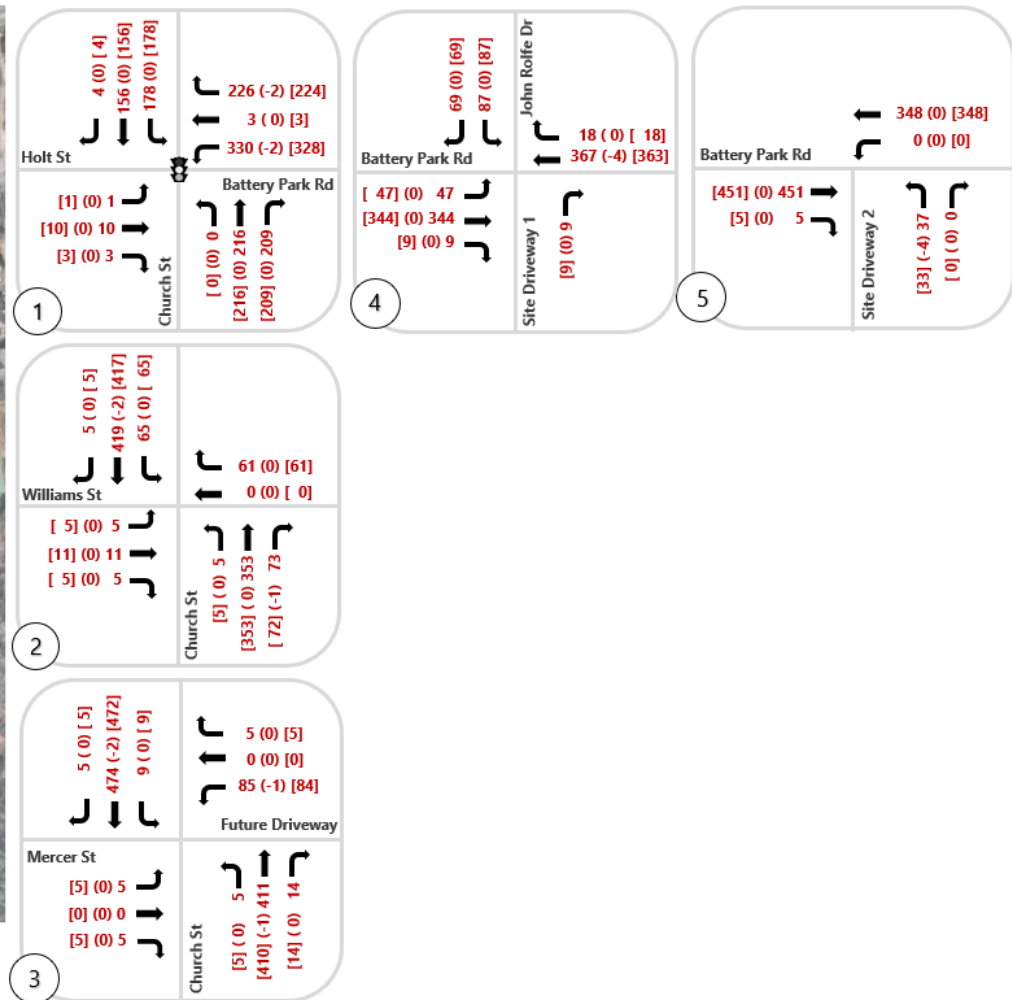 4 (0) [ 4]
156 (0) [156]
178 (0) [178]
226 (-2) [224]
3 ( 0) [3]
330 (-2) [328]
Holt St
Battery Park Rd
[1] (0) 1
[10] (0) 10
[3] (0) 3
Church St
[ 0] (0) 0
[216] (0) 216
[209] (0) 209
1
69 (0) [69]
87 (0) [87]
John Rolfe Dr
18 ( 0) [ 18]
367 (-4) [363]
Battery Park Rd
[ 47] (0) 47
[344] (0) 344
[9] (0) 9
Site Driveway 1
[9] (0) 9
4
348 (0) [348]
0 (0) [0]
Battery Park Rd
[451] (0) 451
[5] (0) 5
Site Driveway 2
[33] (-4) 37
[ 0] ( 0) 0
5
5 ( 0) [ 5]
419 (-2) [417]
65 ( 0) [ 65]
61 (0) [61]
0 (0) [ 0]
Williams St
[ 5] (0) 5
[11] (0) 11
[ 5] (0) 5
Church St
[5] ( 0) 5
[353] ( 0) 353
[ 72] (-1) 73
2
5 ( 0) [ 5]
474 (-2) [472]
9 ( 0) [ 9]
5 (0) [5]
0 (0) [0]
85 (-1) [84]
Future Driveway
Mercer St
[5] (0) 5
[0] (0) 0
[5] (0) 5
Church St
[5] ( 0) 5
[410] (-1) 411
[14] ( 0) 14
3